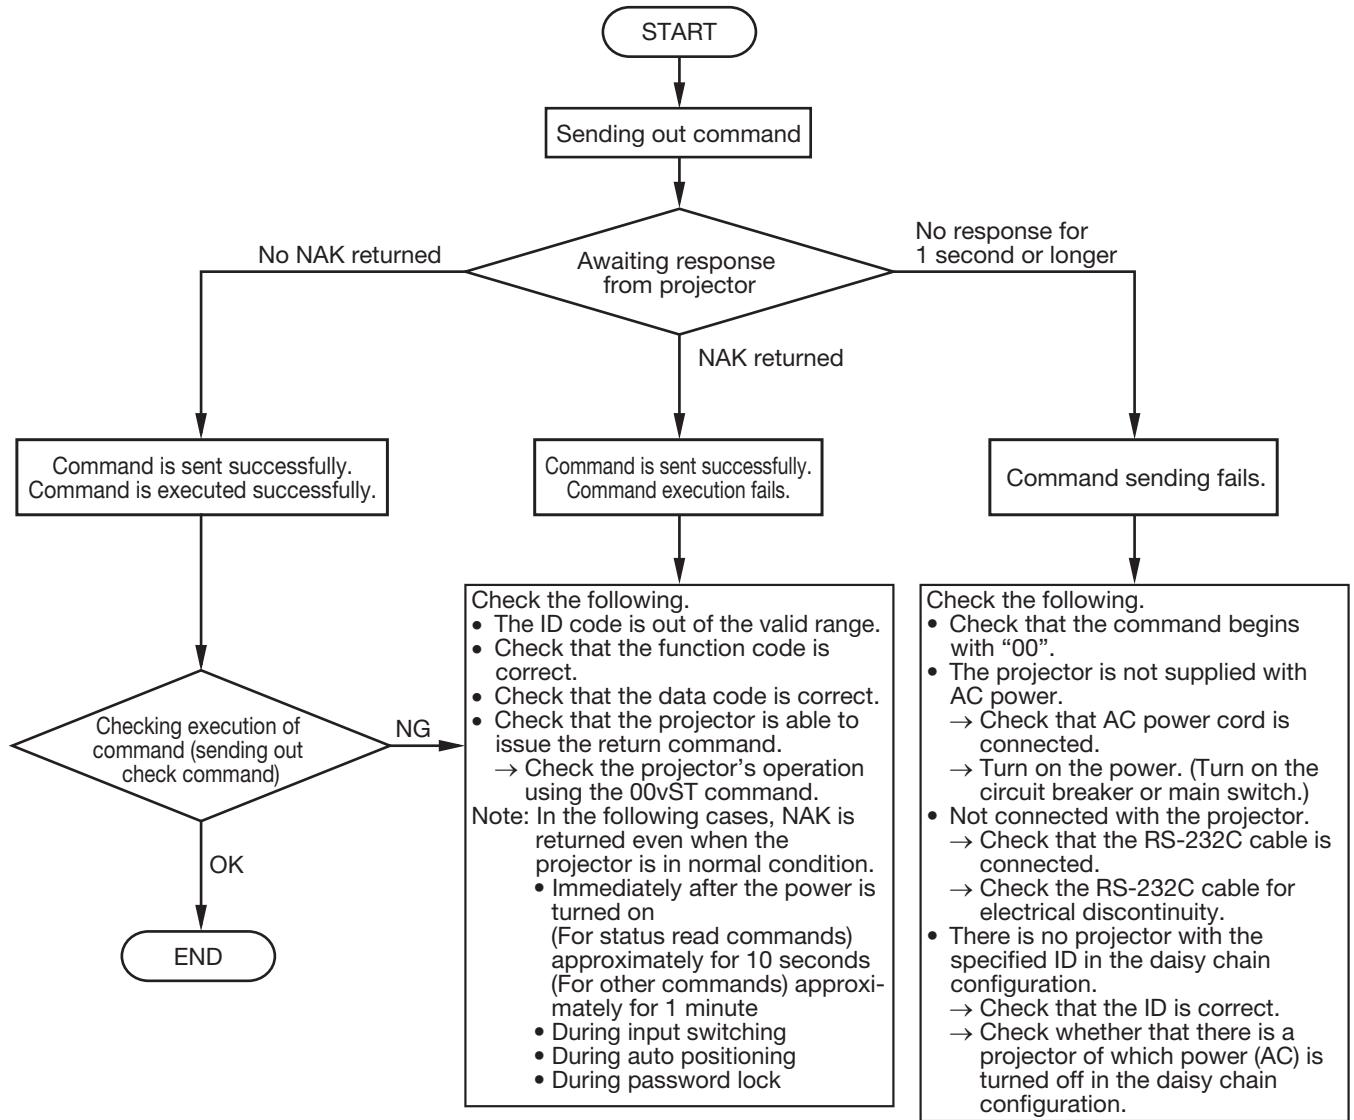 START
Sending out command
Awaiting response
from projector
No NAK returned
No response for
1 second or longer
NAK returned
Command is sent successfully.
Command is executed successfully.
Command is sent successfully.
Command execution fails.
Command sending fails.
Checking execution of
command (sending out
check command)
NG
OK
END
Check the following.
• The ID code is out of the valid range.
• Check that the function code is
correct.
• Check that the data code is correct.
• Check that the projector is able to
issue the return command.
→ Check the projector’s operation
using the 00vST command.
Note: In the following cases, NAK is
returned even when the
projector is in normal condition.
• Immediately after the power is
turned on
(For status read commands)
approximately for 10 seconds
(For other commands) approxi-
mately for 1 minute
• During input switching
• During auto positioning
• During password lock
Check the following.
• Check that the command begins
with “00”.
• The projector is not supplied with
AC power.
→ Check that AC power cord is
connected.
→ Turn on the power. (Turn on the
circuit breaker or main switch.)
• Not connected with the projector.
→ Check that the RS-232C cable is
connected.
→ Check the RS-232C cable for
electrical discontinuity.
• There is no projector with the
specified ID in the daisy chain
configuration.
→ Check that the ID is correct.
→ Check whether that there is a
projector of which power (AC) is
turned off in the daisy chain
configuration.